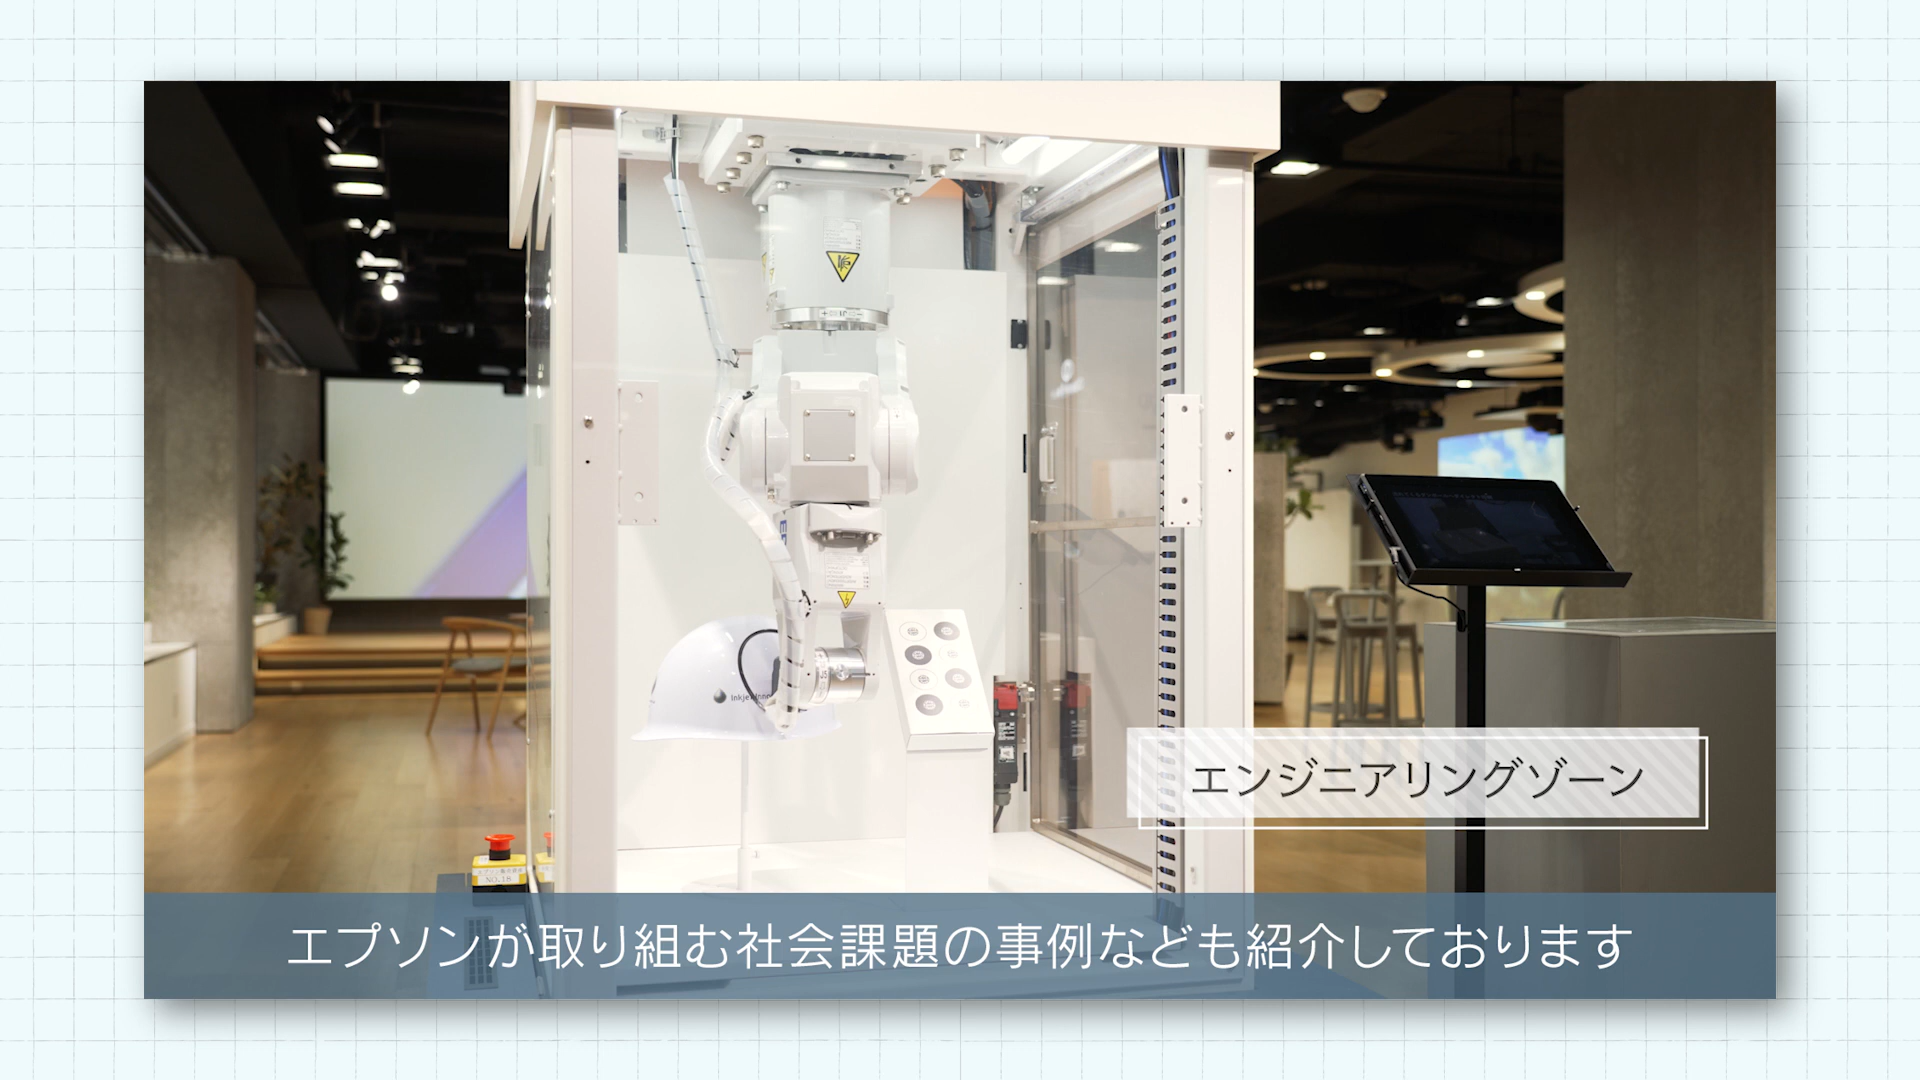 エンジニアリングゾーン
エプソンが取り組む社会課題の事例なども紹介しております
NO.18